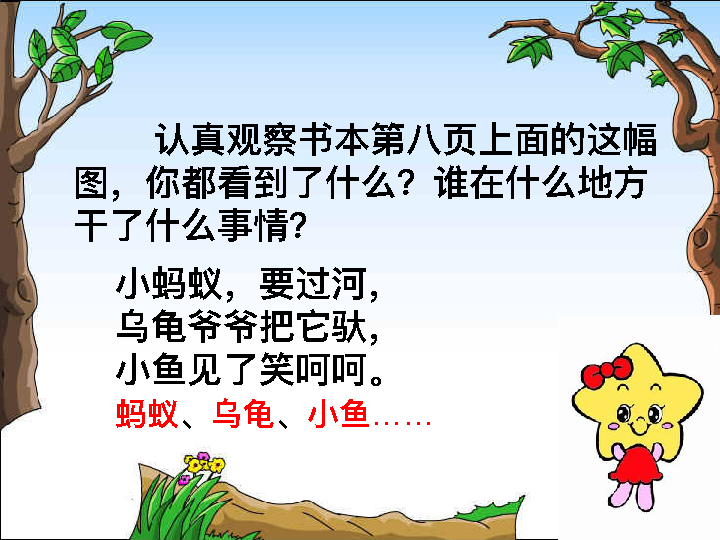 认真观察书本第八页上面的这幅
图，你都看到了什么？谁在什么地方
干了什么事情？
小蚂蚁，要过河，
乌龟爷爷把它驮，
小鱼见了笑呵呵。
蚂蚁、乌龟、小鱼……